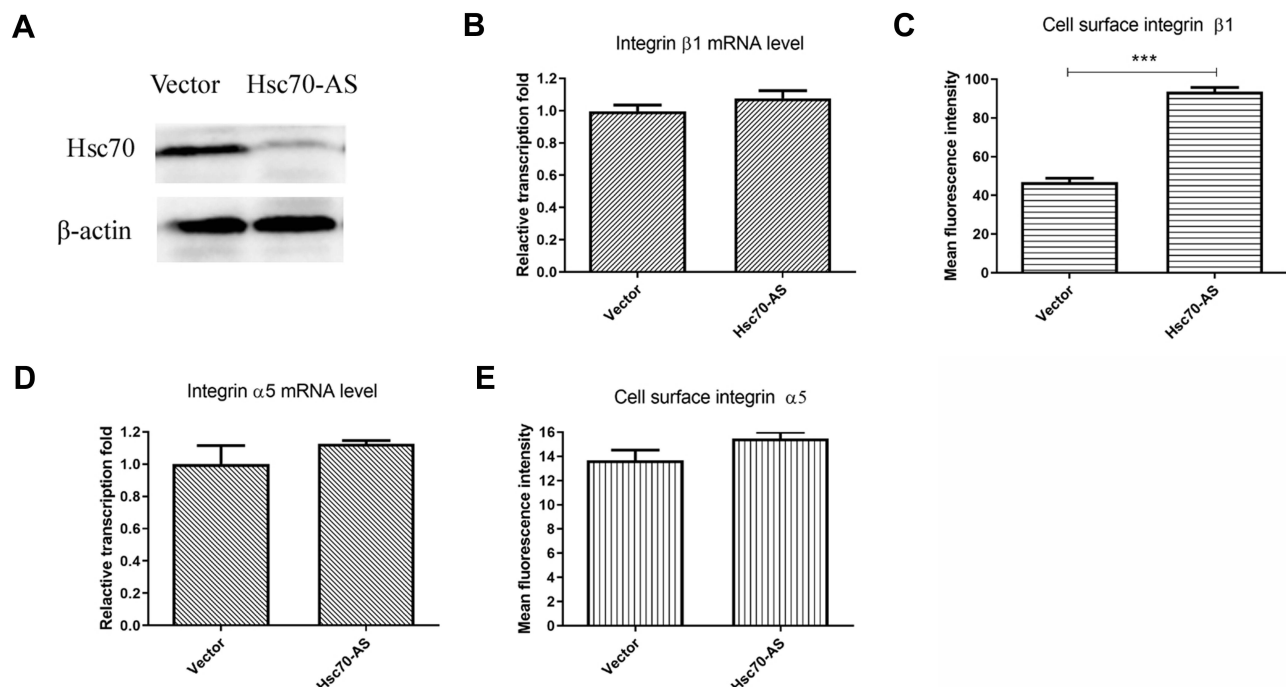 A
Vector Hsc70-AS
Hsc70
β-actin
B
Integrin β1 mRNA level
Relactive transcription fold
1.2
1.0
0.8
0.6
0.4
0.2
0.0
Vector
Hsc70-AS
C
Cell surface integrin β1
***
Mean fluorescence intensity
100
80
60
40
20
0
Vector
Hsc70-AS
D
Integrin α5 mRNA level
Relactive transcription fold
1.2
1.0
0.8
0.6
0.4
0.2
0.0
Vector
Hsc70-AS
E
Cell surface integrin α5
Mean fluorescence intensity
16
14
12
10
8
6
4
2
0
Vector
Hsc70-AS